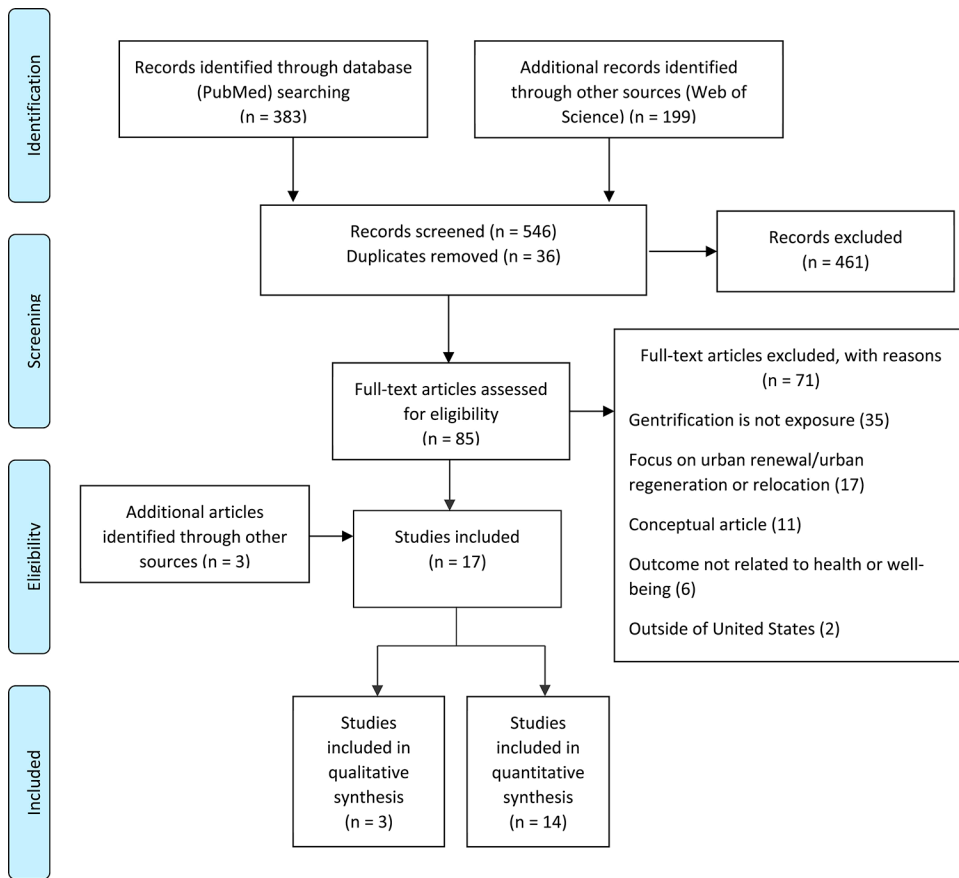 Identification
Records identified through database
(PubMed) searching
(n = 383)
Additional records identified
through other sources (Web of
Science) (n = 199)
Screening
Records screened (n = 546)
Duplicates removed (n = 36)
Records excluded
(n = 461)
Full-text articles assessed
for eligibility
(n = 85)
Full-text articles excluded, with reasons
(n = 71)
Gentrification is not exposure (35)
Focus on urban renewal/urban
regeneration or relocation (17)
Conceptual article (11)
Outcome not related to health or well-
being (6)
Outside of United States (2)
Eligibility
Additional articles
identified through other
sources (n = 3)
Studies included
(n = 17)
Included
Studies
included in
qualitative
synthesis
(n = 3)
Studies
included in
quantitative
synthesis
(n = 14)